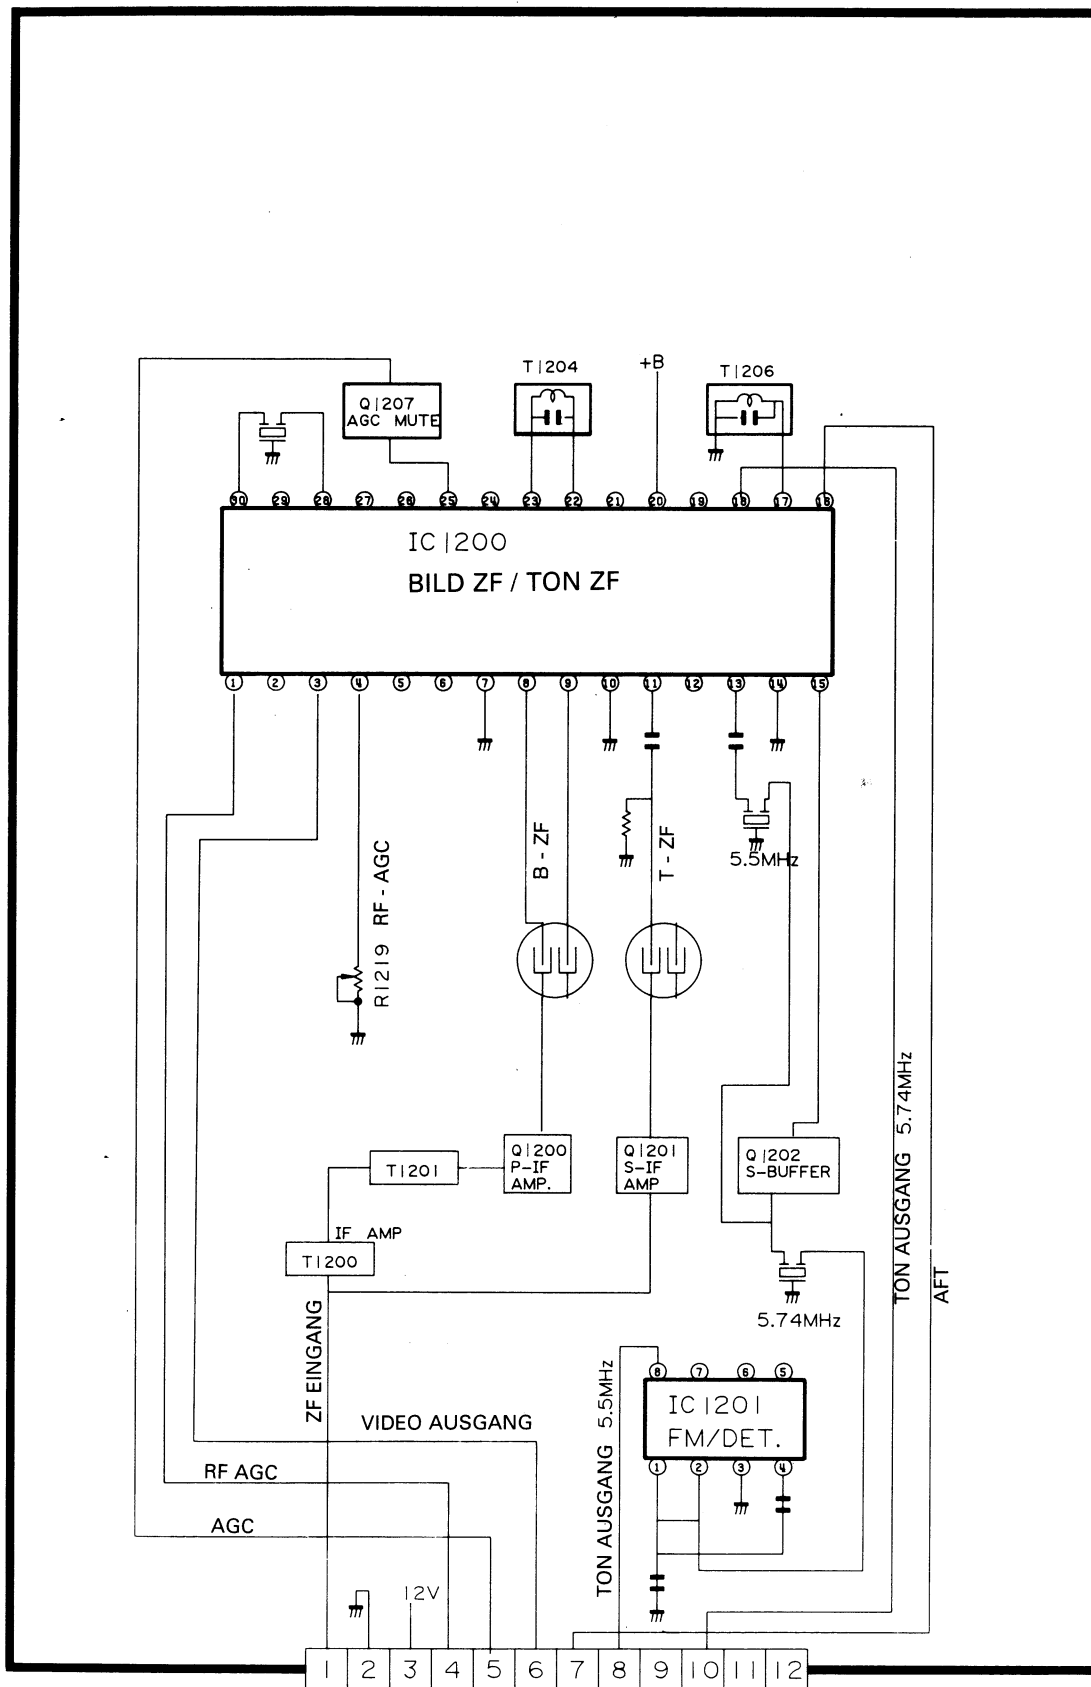 T1204
+B
T1206
Q1207
AGC MUTE
30 29 28 27 26 25 24 23 22 21 20 19 18 17 16
IC1200
BILD ZF / TON ZF
1 2 3 4 5 6 7 8 9 10 11 12 13 14 15
R1219 RF - AGC
B - ZF
T - ZF
5.5MHz
T1201
Q1200
P-IF
AMP.
Q1201
S-IF
AMP
Q1202
S-BUFFER
IF AMP
T1200
5.74MHz
TON AUSGANG 5.74MHz
AFT
ZF EINGANG
VIDEO AUSGANG
RF AGC
AGC
TON AUSGANG 5.5MHz
8 7 6 5
IC1201
FM/DET.
1 2 3 4
12V
1 2 3 4 5 6 7 8 9 10 11 12